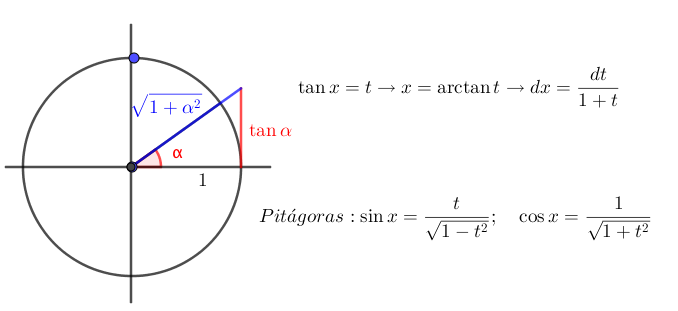 tan x = t → x = arctan t → dx = dt / (1 + t)
√(1 + α²)
tan α
α
1
Pitágoras : sin x = t / √(1 − t²); cos x = 1 / √(1 + t²)